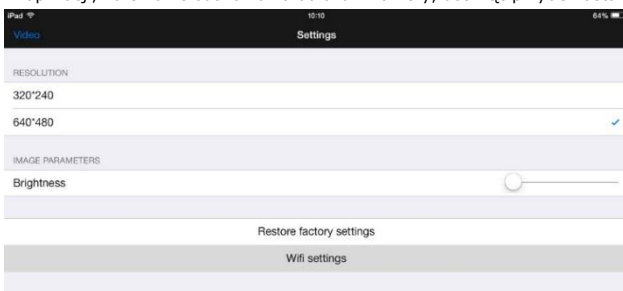 iPad 10:10 64%
Video Settings
RESOLUTION
320*240
640*480
IMAGE PARAMETERS
Brightness
Restore factory settings
Wifi settings